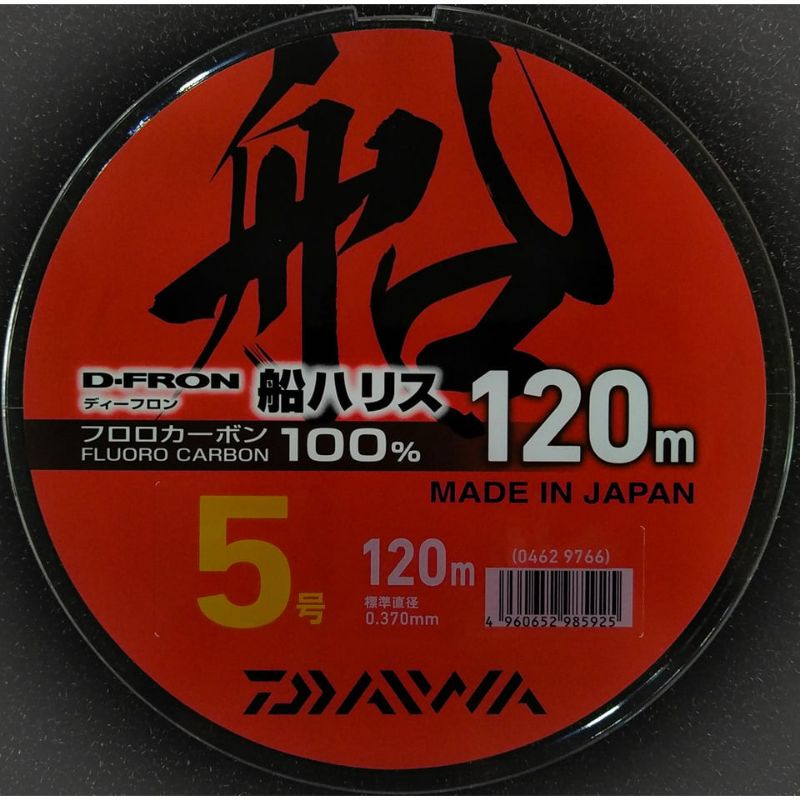 船
D-FRON 船ハリス 120m
ディーフロン
フロロカーボン 100%
FLUORO CARBON
MADE IN JAPAN
5号
120m
標準直径
0.370mm
(0462 9766)
4 960652 985925
DAIWA